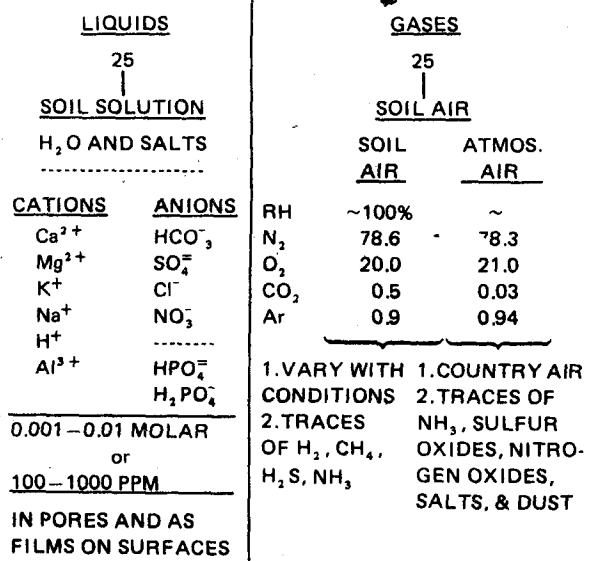 LIQUIDS
25
SOIL SOLUTION
H₂O AND SALTS
CATIONS ANIONS
Ca²⁺ HCO⁻₃
Mg²⁺ SO₄⁼
K⁺ Cl⁻
Na⁺ NO₃⁻
H⁺ --------
Al³⁺ HPO₄⁼
H₂PO₄⁻
0.001–0.01 MOLAR
or
100–1000 PPM
IN PORES AND AS
FILMS ON SURFACES
GASES
25
SOIL AIR
SOIL ATMOS.
AIR AIR
RH ~100% ~
N₂ 78.6 78.3
O₂ 20.0 21.0
CO₂ 0.5 0.03
Ar 0.9 0.94
1.VARY WITH
CONDITIONS
2.TRACES
OF H₂, CH₄,
H₂S, NH₃
1.COUNTRY AIR
2.TRACES OF
NH₃, SULFUR
OXIDES, NITRO-
GEN OXIDES,
SALTS, & DUST